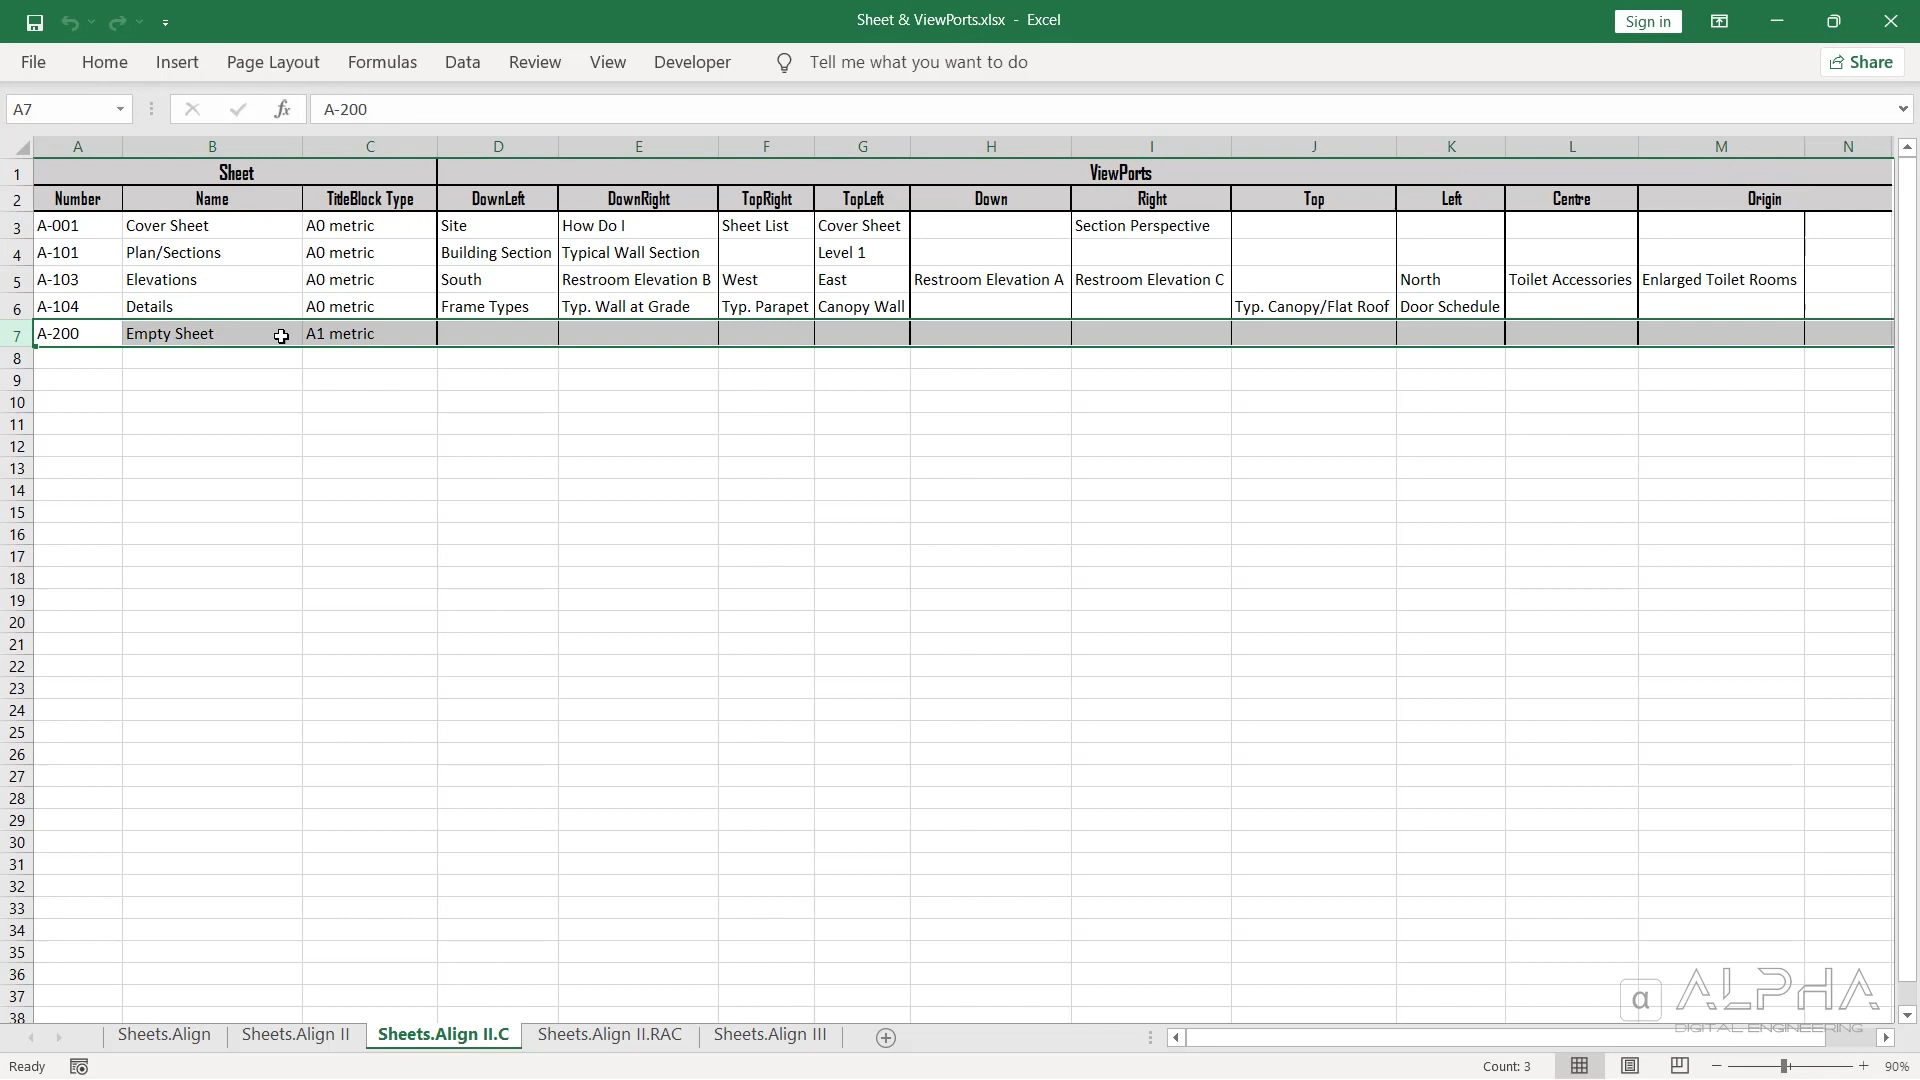 Sheet & ViewPorts.xlsx - Excel
Sign in
File Home Insert Page Layout Formulas Data Review View Developer Tell me what you want to do Share
A7 fx A-200
A B C D E F G H I J K L M N
1 Sheet ViewPorts
2 Number Name TitleBlock Type DownLeft DownRight TopRight TopLeft Down Right Top Left Centre Origin
3 A-001 Cover Sheet A0 metric Site How Do I Sheet List Cover Sheet Section Perspective
4 A-101 Plan/Sections A0 metric Building Section Typical Wall Section Level 1
5 A-103 Elevations A0 metric South Restroom Elevation B West East Restroom Elevation A Restroom Elevation C North Toilet Accessories Enlarged Toilet Rooms
6 A-104 Details A0 metric Frame Types Typ. Wall at Grade Typ. Parapet Canopy Wall Typ. Canopy/Flat Roof Door Schedule
7 A-200 Empty Sheet A1 metric
8
9
10
11
12
13
14
15
16
17
18
19
20
21
22
23
24
25
26
27
28
29
30
31
32
33
34
35
36
37
38
α ALPHA
DIGITAL ENGINEERING
Sheets.Align Sheets.Align II Sheets.Align II.C Sheets.Align II.RAC Sheets.Align III
Ready Count: 3 90%